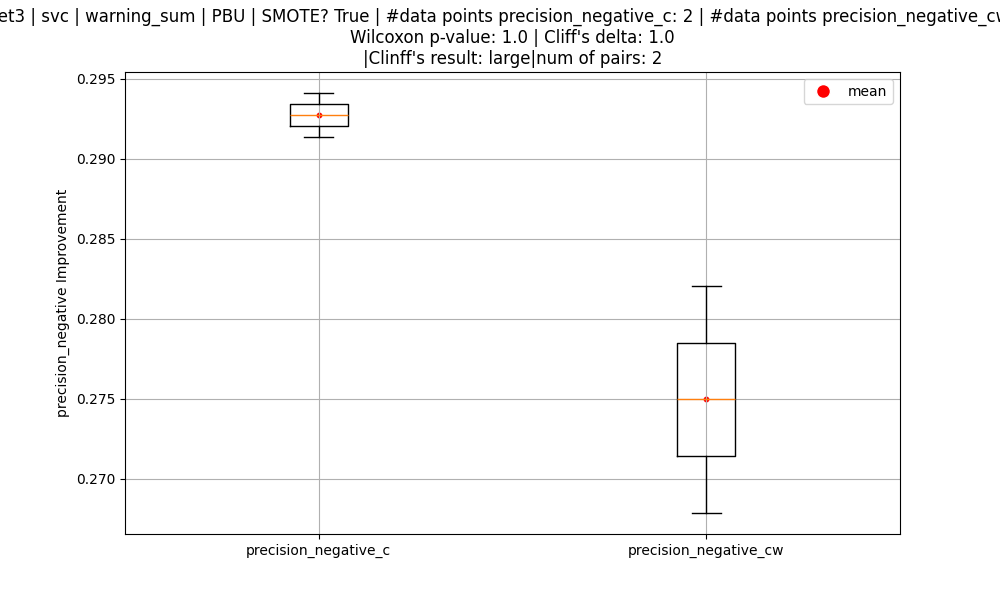 et3 | svc | warning_sum | PBU | SMOTE? True | #data points precision_negative_c: 2 | #data points precision_negative_cw
Wilcoxon p-value: 1.0 | Cliff's delta: 1.0
|Clinff's result: large|num of pairs: 2
mean
0.295
0.290
0.285
0.280
0.275
0.270
precision_negative Improvement
precision_negative_c
precision_negative_cw